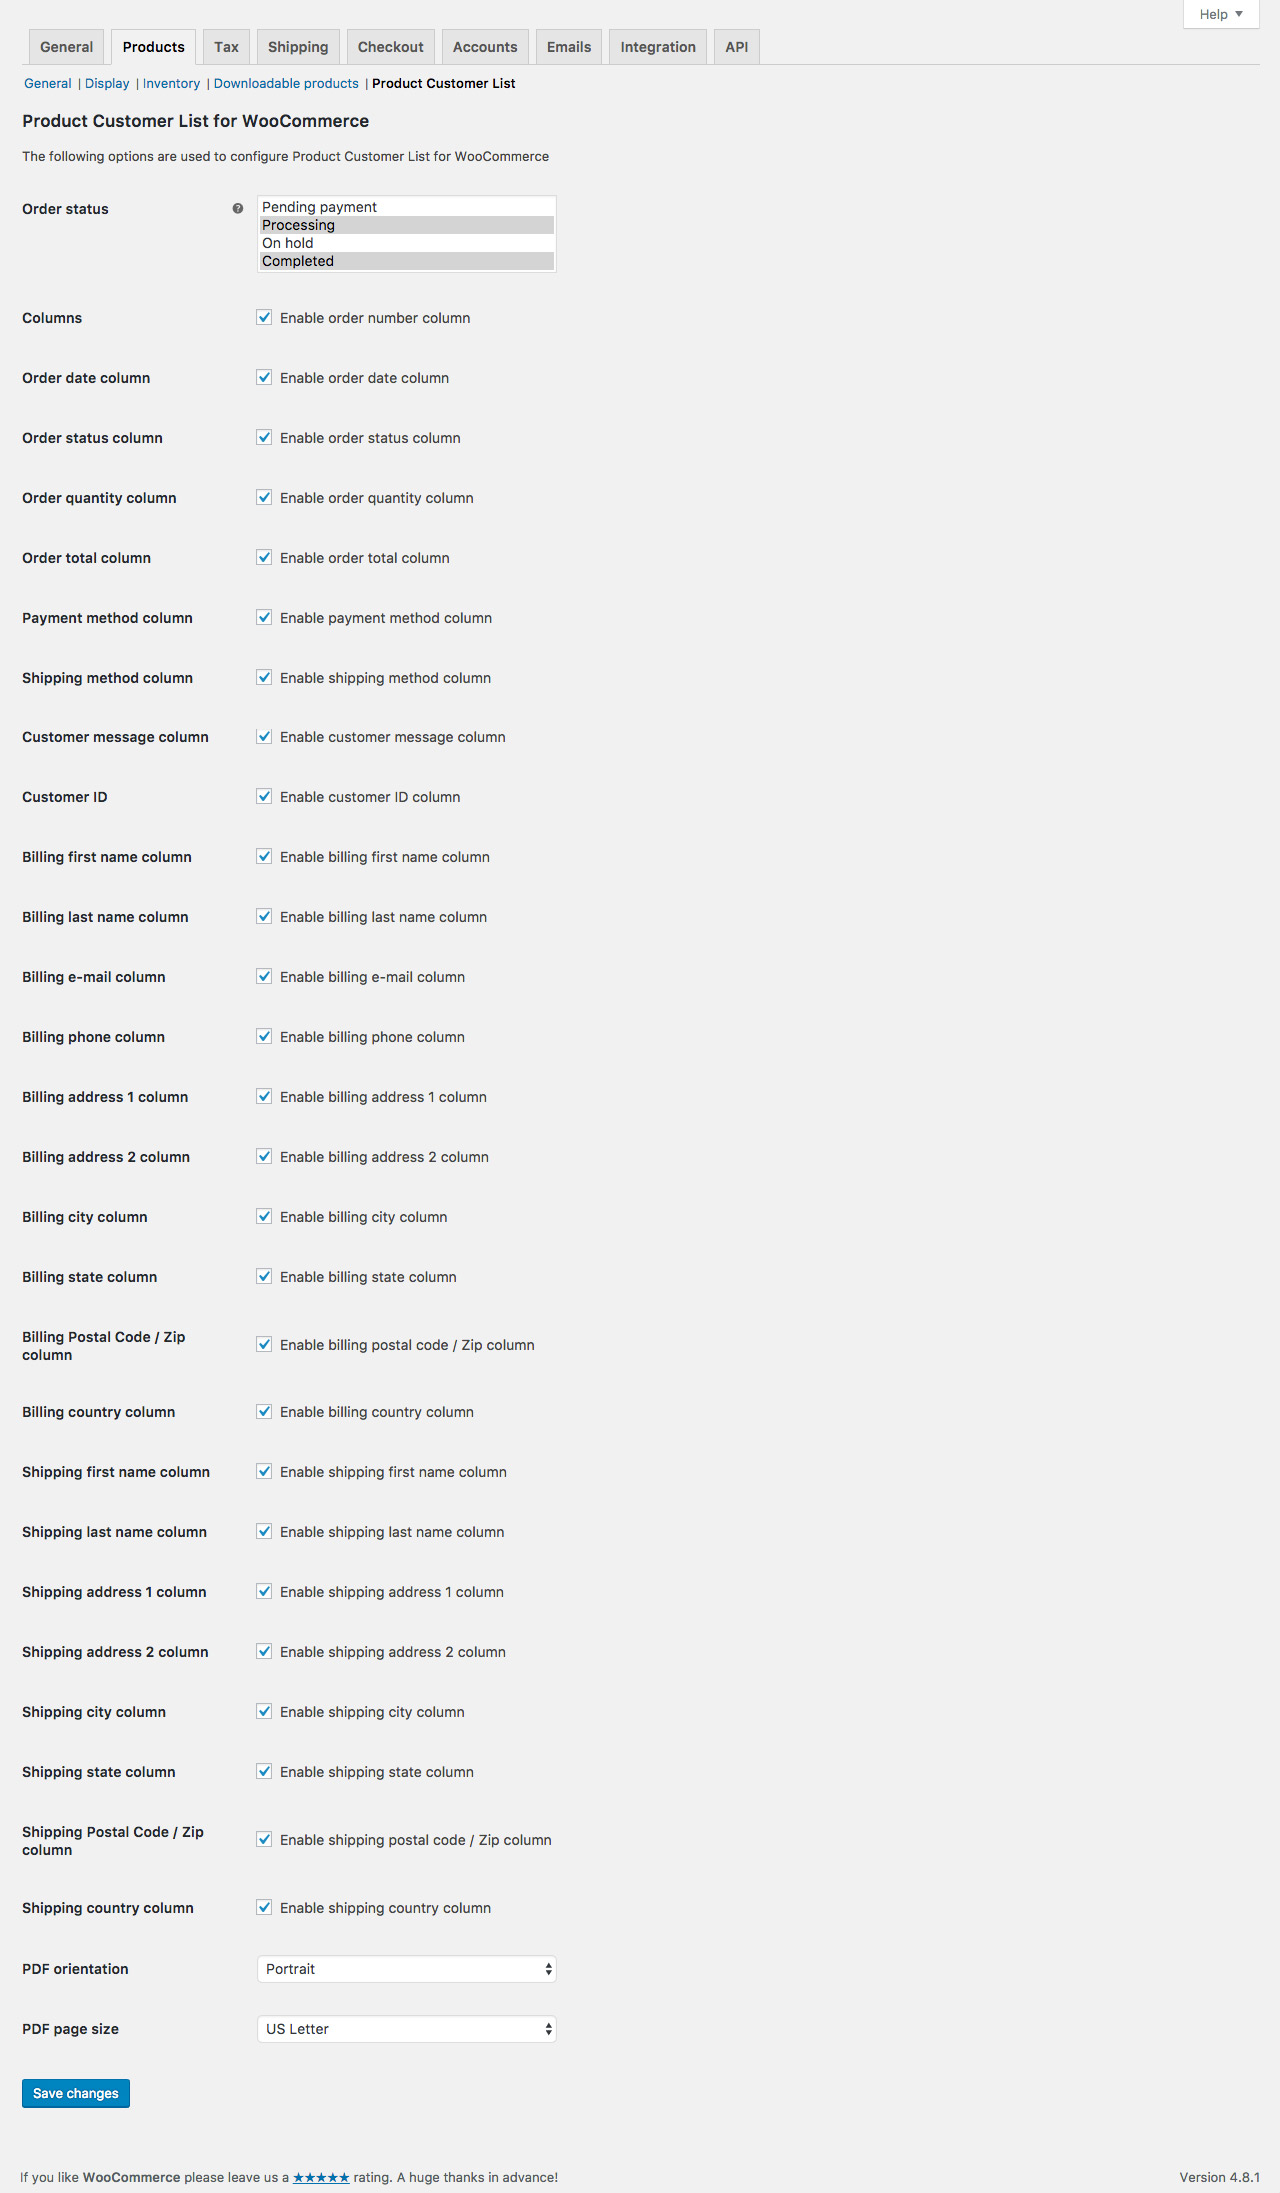 Help
General Products Tax Shipping Checkout Accounts Emails Integration API
General | Display | Inventory | Downloadable products | Product Customer List
Product Customer List for WooCommerce
The following options are used to configure Product Customer List for WooCommerce
Order status
Pending payment
Processing
On hold
Completed
Columns Enable order number column
Order date column Enable order date column
Order status column Enable order status column
Order quantity column Enable order quantity column
Order total column Enable order total column
Payment method column Enable payment method column
Shipping method column Enable shipping method column
Customer message column Enable customer message column
Customer ID Enable customer ID column
Billing first name column Enable billing first name column
Billing last name column Enable billing last name column
Billing e-mail column Enable billing e-mail column
Billing phone column Enable billing phone column
Billing address 1 column Enable billing address 1 column
Billing address 2 column Enable billing address 2 column
Billing city column Enable billing city column
Billing state column Enable billing state column
Billing Postal Code / Zip
column
Enable billing postal code / Zip column
Billing country column Enable billing country column
Shipping first name column Enable shipping first name column
Shipping last name column Enable shipping last name column
Shipping address 1 column Enable shipping address 1 column
Shipping address 2 column Enable shipping address 2 column
Shipping city column Enable shipping city column
Shipping state column Enable shipping state column
Shipping Postal Code / Zip
column
Enable shipping postal code / Zip column
Shipping country column Enable shipping country column
PDF orientation Portrait
PDF page size US Letter
Save changes
If you like WooCommerce please leave us a ★★★★★ rating. A huge thanks in advance! Version 4.8.1